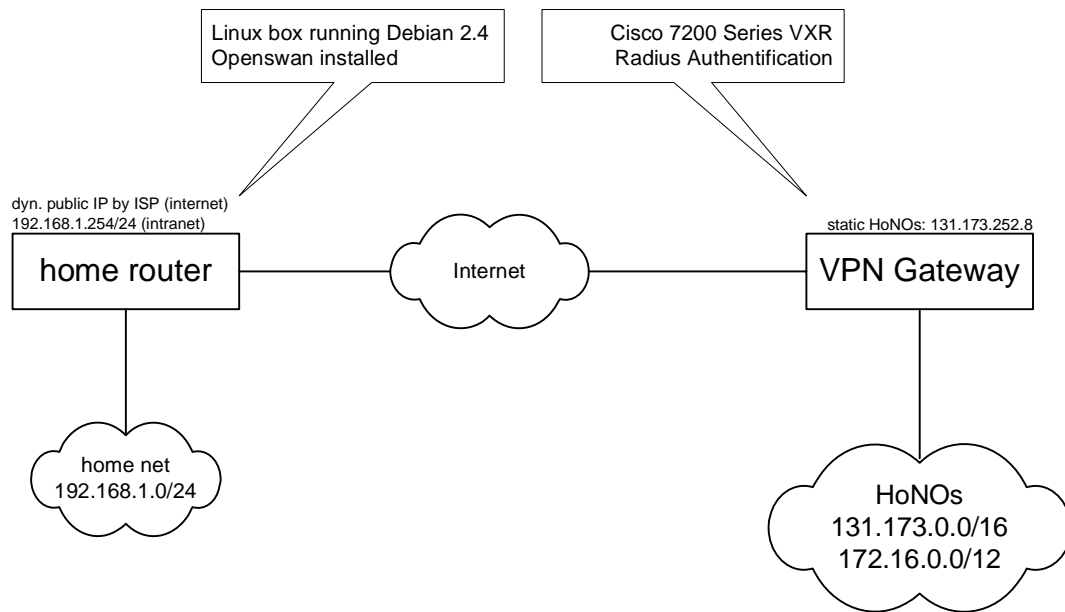 Linux box running Debian 2.4
Openswan installed
Cisco 7200 Series VXR
Radius Authentification
dyn. public IP by ISP (internet)
192.168.1.254/24 (intranet)
static HoNOs: 131.173.252.8
home router
Internet
VPN Gateway
home net
192.168.1.0/24
HoNOs
131.173.0.0/16
172.16.0.0/12